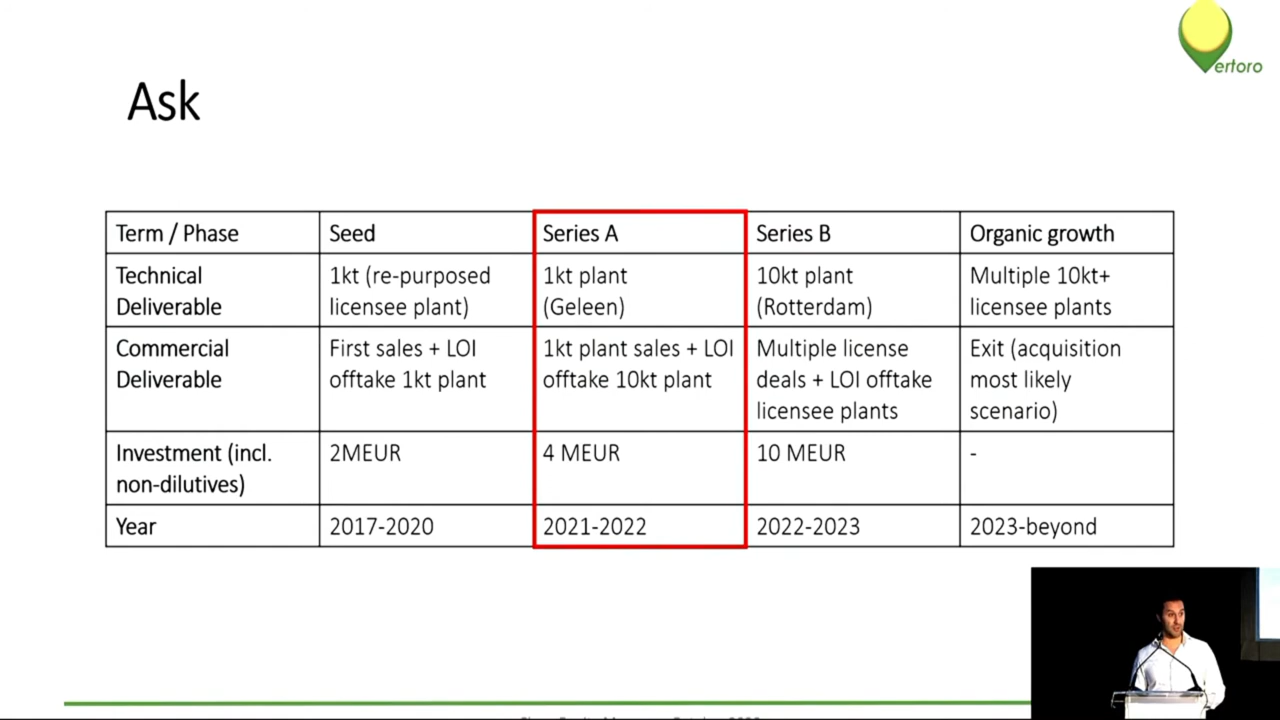 ertoro
Ask
Term / Phase
Seed
Series A
Series B
Organic growth
Technical
Deliverable
1kt (re-purposed
licensee plant)
1kt plant
(Geleen)
10kt plant
(Rotterdam)
Multiple 10kt+
licensee plants
Commercial
Deliverable
First sales + LOI
offtake 1kt plant
1kt plant sales + LOI
offtake 10kt plant
Multiple license
deals + LOI offtake
licensee plants
Exit (acquisition
most likely
scenario)
Investment (incl.
non-dilutives)
2MEUR
4 MEUR
10 MEUR
-
Year
2017-2020
2021-2022
2022-2023
2023-beyond